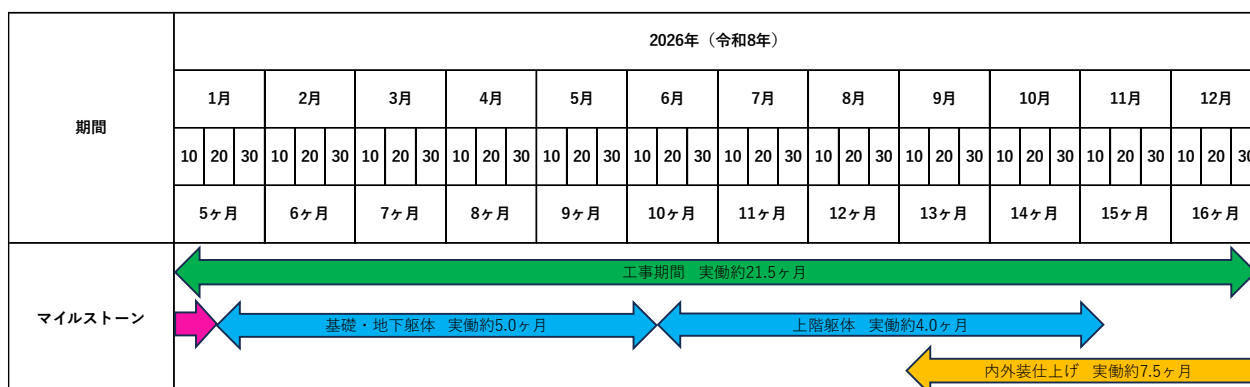 期間
2026年（令和8年）
1月 2月 3月 4月 5月 6月 7月 8月 9月 10月 11月 12月
10 20 30 10 20 30 10 20 30 10 20 30 10 20 30 10 20 30 10 20 30 10 20 30 10 20 30 10 20 30 10 20 30 10 20 30
5ヶ月 6ヶ月 7ヶ月 8ヶ月 9ヶ月 10ヶ月 11ヶ月 12ヶ月 13ヶ月 14ヶ月 15ヶ月 16ヶ月
マイルストーン
工事期間 実働約21.5ヶ月
基礎・地下躯体 実働約5.0ヶ月 上階躯体 実働約4.0ヶ月
内外装仕上げ 実働約7.5ヶ月